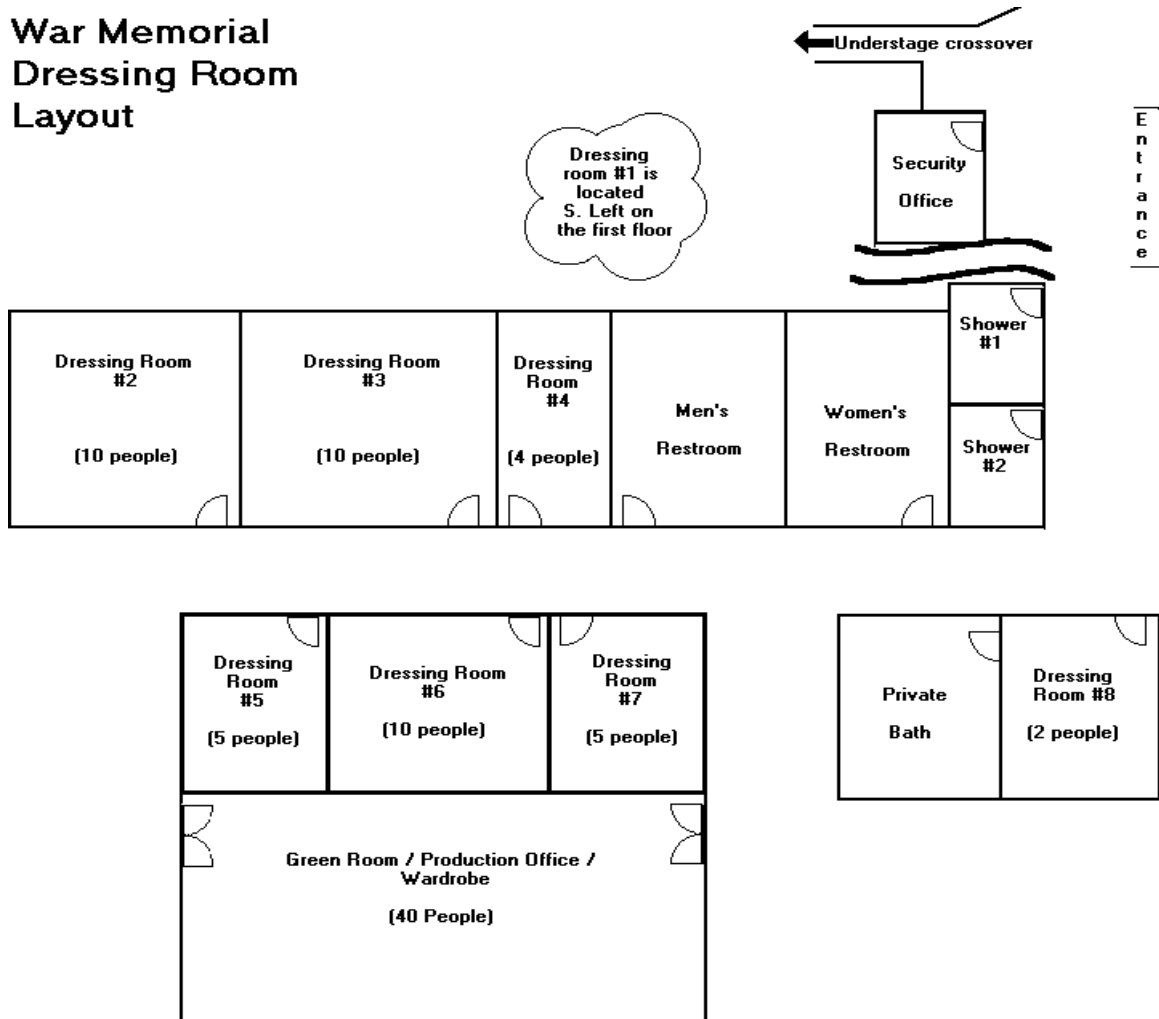 War Memorial
Dressing Room
Layout
Understage crossover
Entrance
Dressing
room #1 is
located
S. Left on
the first floor
Security
Office
Shower
#1
Dressing Room
#2
(10 people)
Dressing Room
#3
(10 people)
Dressing
Room
#4
(4 people)
Men's
Restroom
Women's
Restroom
Shower
#2
Dressing
Room
#5
(5 people)
Dressing Room
#6
(10 people)
Dressing
Room
#7
(5 people)
Private
Bath
Dressing
Room #8
(2 people)
Green Room / Production Office /
Wardrobe
(40 People)